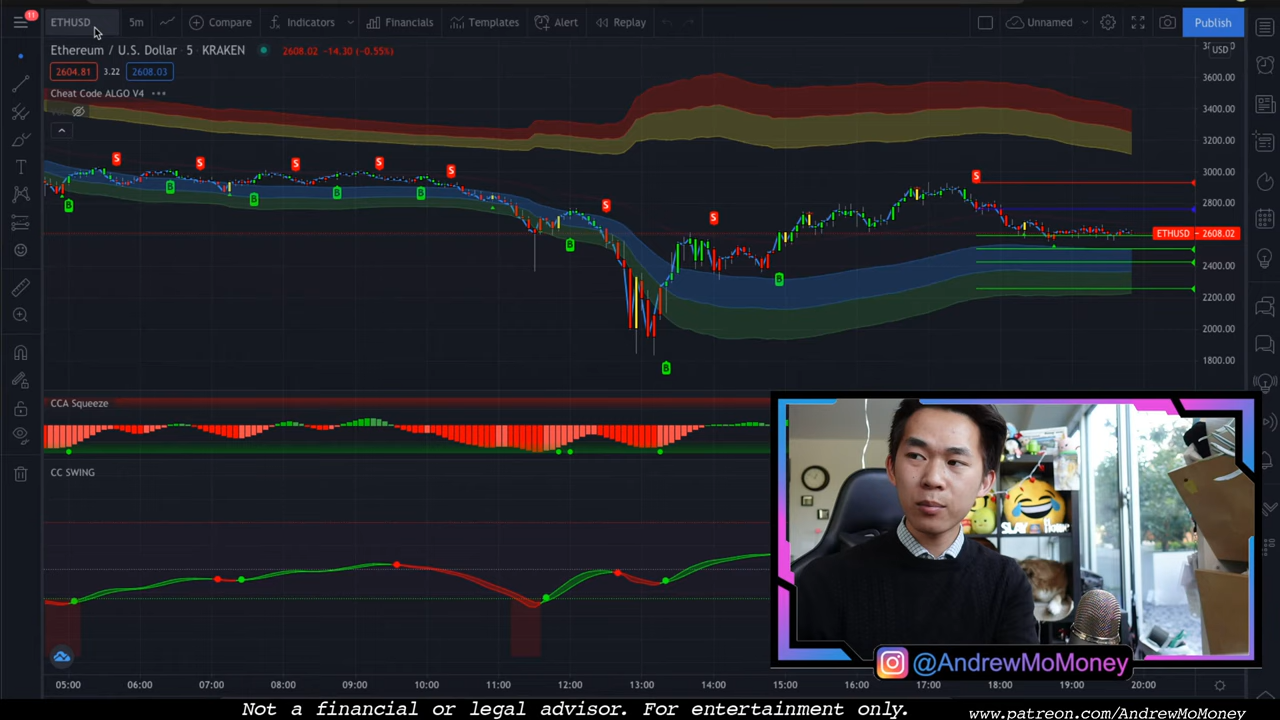 11
ETHUSD
5m
Compare
Indicators
Financials
Templates
Alert
Replay
Unnamed
Publish
Ethereum / U.S. Dollar · 5 · KRAKEN
2608.02 −14.30 (−0.55%)
USD
2604.81 3.22 2608.03
Cheat Code ALGO V4
3600.00
3400.00
3200.00
3000.00
2800.00
ETHUSD 2608.02
2400.00
2200.00
2000.00
1800.00
S
S
S
S
S
S
S
S
B
B
B
B
B
B
B
B
CCA Squeeze
CC SWING
SLAY
@AndrewMoMoney
05:00 06:00 07:00 08:00 09:00 10:00 11:00 12:00 13:00 14:00 15:00 16:00 17:00 18:00 19:00 20:00
Not a financial or legal advisor. For entertainment only.
www.patreon.com/AndrewMoMoney